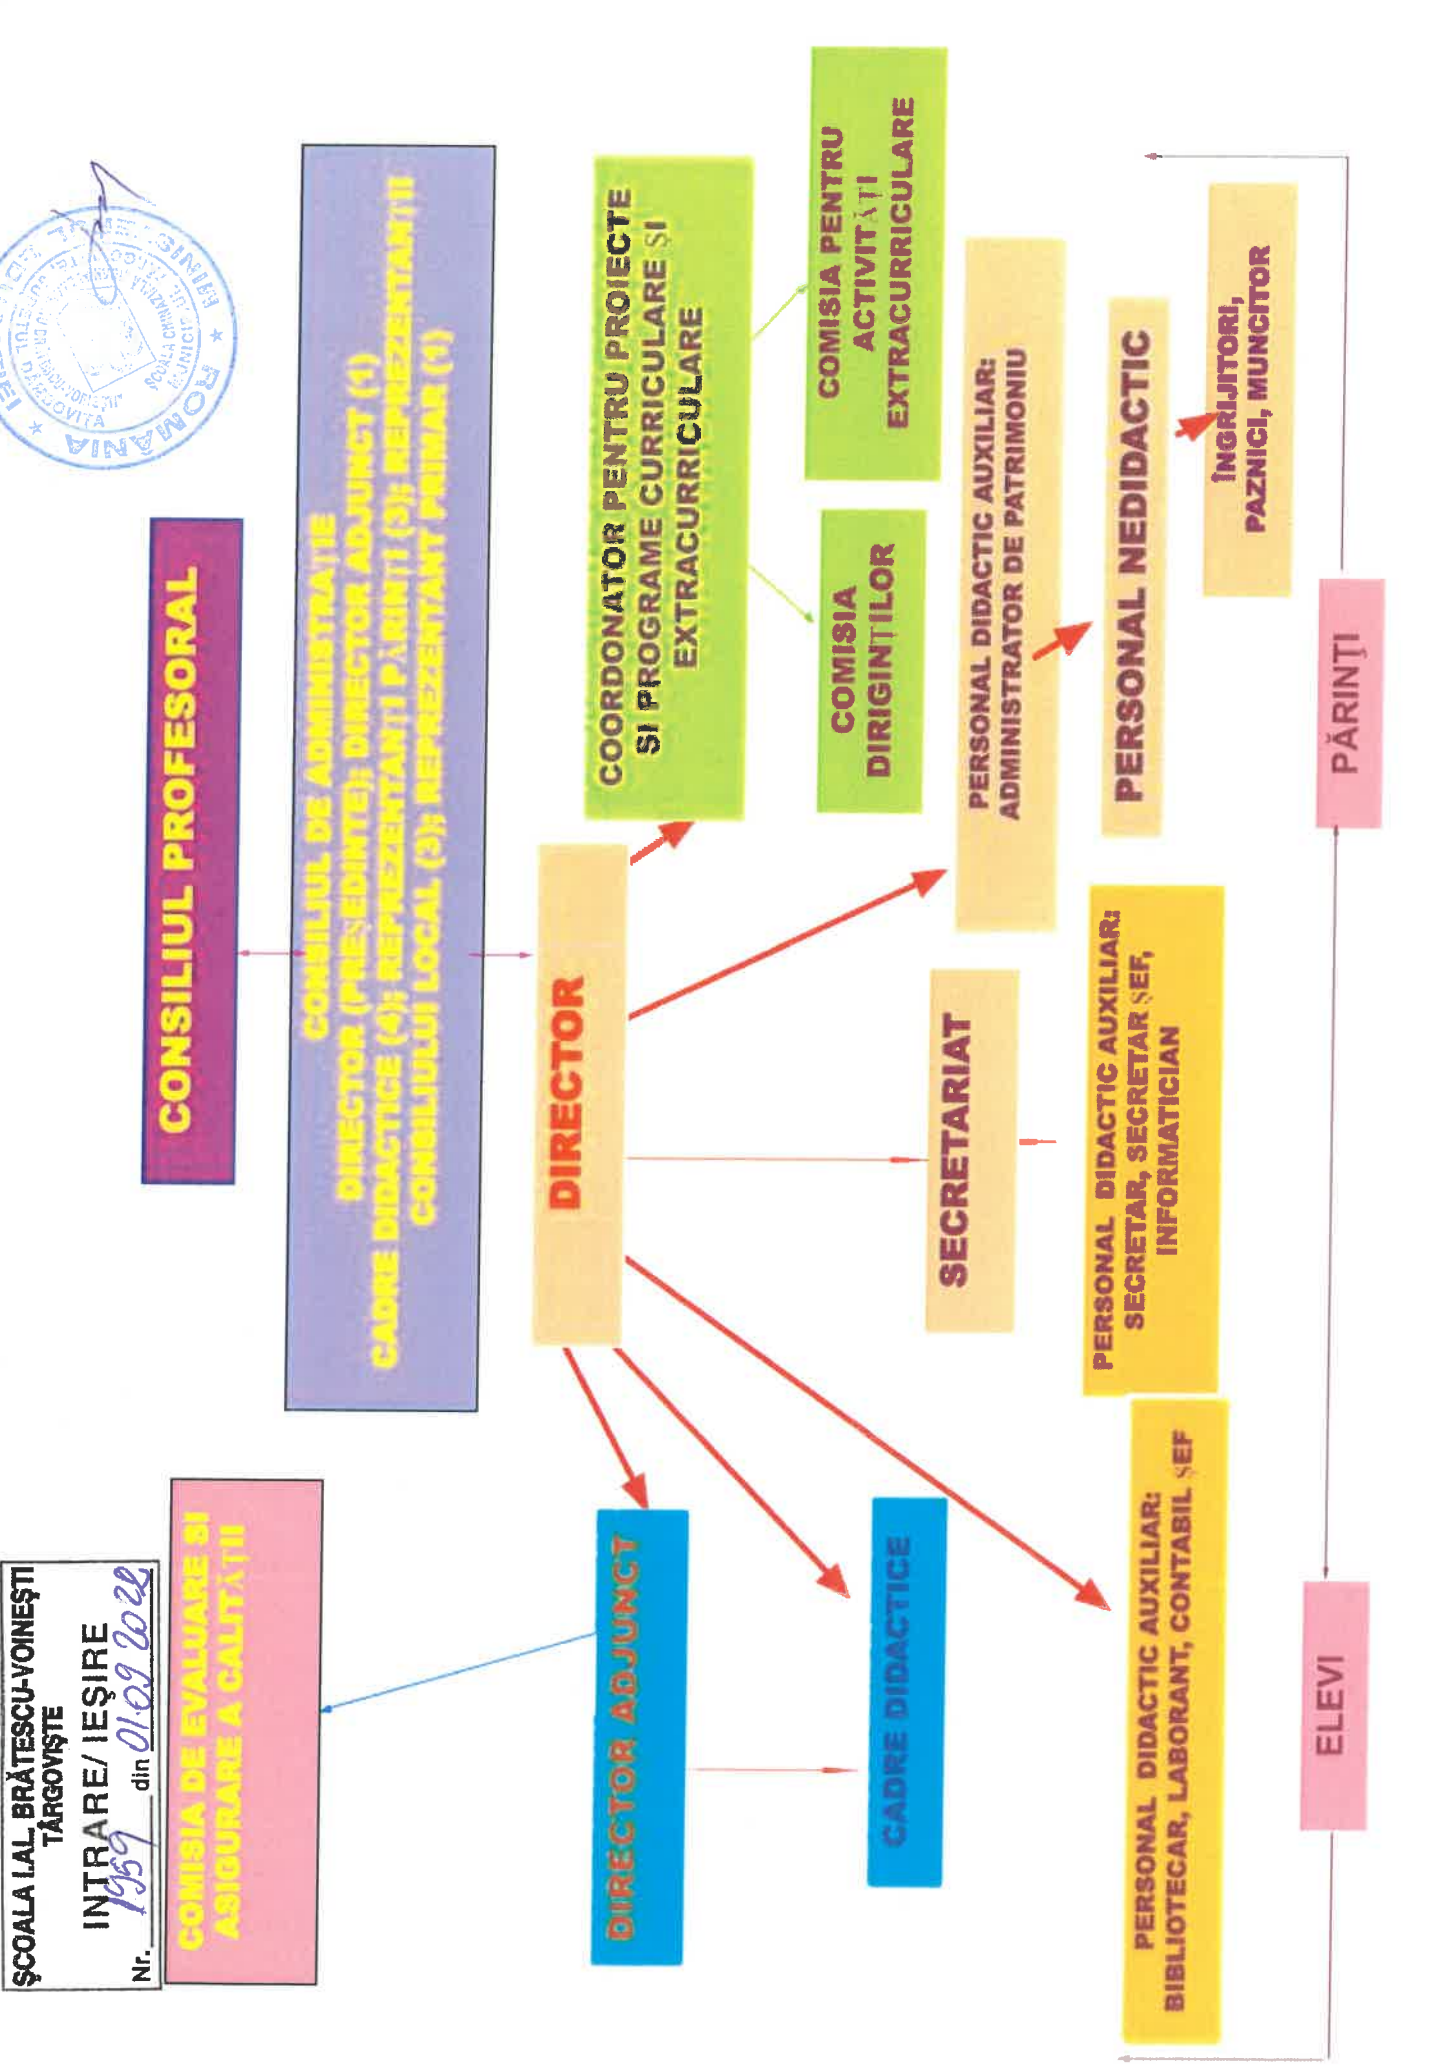 ŞCOALA I.AL. BRĂTESCU-VOINEŞTI
TÂRGOVIŞTE
INTRARE/IEŞIRE
Nr. 1959 din 01.09.2022
COMISIA DE EVALUARE SI
ASIGURARE A CALITĂȚII
CONSILIUL PROFESORAL
ROMÂNIA
CONSILIUL DE ADMINISTRAȚIE
DIRECTOR (PREȘEDINTE); DIRECTOR ADJUNCT (1)
CADRE DIDACTICE (4); REPREZENTANȚI PĂRINȚI (3); REPREZENTANȚII
CONSILIULUI LOCAL (3); REPREZENTANT PRIMAR (1)
DIRECTOR
COORDONATOR PENTRU PROIECTE
SI PROGRAME CURRICULARE ȘI
EXTRACURRICULARE
DIRECTOR ADJUNCT
COMISIA
DIRIGINȚILOR
COMISIA PENTRU
ACTIVITĂȚI
EXTRACURRICULARE
CADRE DIDACTICE
SECRETARIAT
PERSONAL DIDACTIC AUXILIAR:
ADMINISTRATOR DE PATRIMONIU
PERSONAL DIDACTIC AUXILIAR:
BIBLIOTECAR, LABORANT, CONTABIL ȘEF
PERSONAL DIDACTIC AUXILIAR:
SECRETAR, SECRETAR ȘEF,
INFORMATICIAN
PERSONAL NEDIDACTIC
ÎNGRIJITORI,
PAZNICI, MUNCITOR
ELEVI
PĂRINȚI